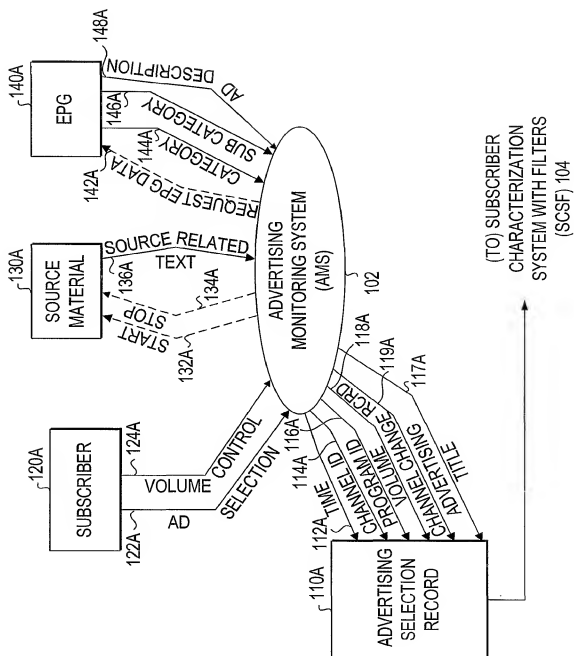 140A
EPG
142A
REQUEST EPG DATA
144A
CATEGORY
146A
SUB CATEGORY
148A
AD DESCRIPTION
130A
SOURCE
MATERIAL
132A
START
STOP
134A
136A
SOURCE RELATED
TEXT
120A
SUBSCRIBER
122A
AD
SELECTION
124A
VOLUME
CONTROL
ADVERTISING
MONITORING SYSTEM
(AMS)
102
112A
TIME
114A
CHANNEL ID
116A
PROGRAM ID
118A
VOLUME
119A
CHANNEL CHANGE RCRD
117A
ADVERTISING
TITLE
110A
ADVERTISING
SELECTION
RECORD
(TO) SUBSCRIBER
CHARACTERIZATION
SYSTEM WITH FILTERS
(SCSF) 104